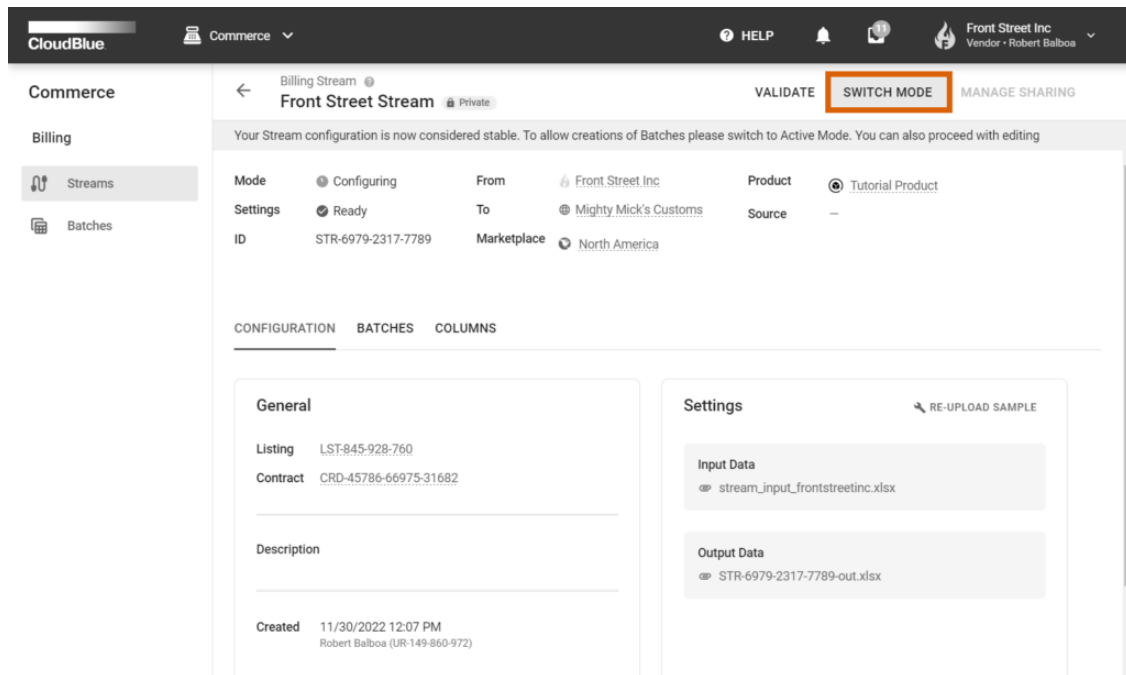 CloudBlue
Commerce
HELP
11
Front Street Inc
Vendor • Robert Balboa
Commerce
Billing
Streams
Batches
Billing Stream
Front Street Stream Private
VALIDATE
SWITCH MODE
MANAGE SHARING
Your Stream configuration is now considered stable. To allow creations of Batches please switch to Active Mode. You can also proceed with editing
Mode Configuring
From Front Street Inc
Product Tutorial Product
Settings Ready
To Mighty Mick's Customs
Source —
ID STR-6979-2317-7789
Marketplace North America
CONFIGURATION BATCHES COLUMNS
General
Listing LST-845-928-760
Contract CRD-45786-66975-31682
Description
Created 11/30/2022 12:07 PM
Robert Balboa (UR-149-860-972)
Settings
RE-UPLOAD SAMPLE
Input Data
stream_input_frontstreetinc.xlsx
Output Data
STR-6979-2317-7789-out.xlsx